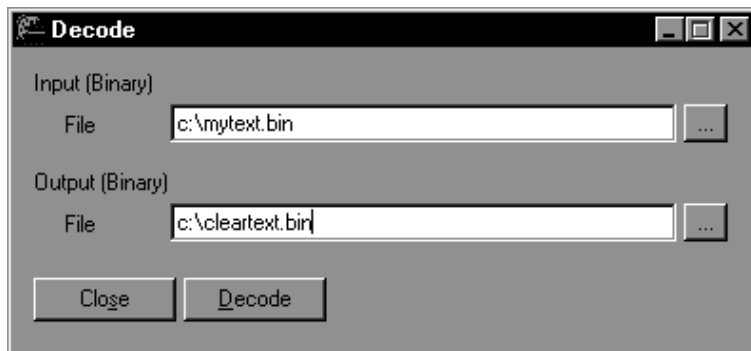 Decode
Input (Binary)
File c:\mytext.bin ...
Output (Binary)
File c:\cleartext.bin ...
Close Decode